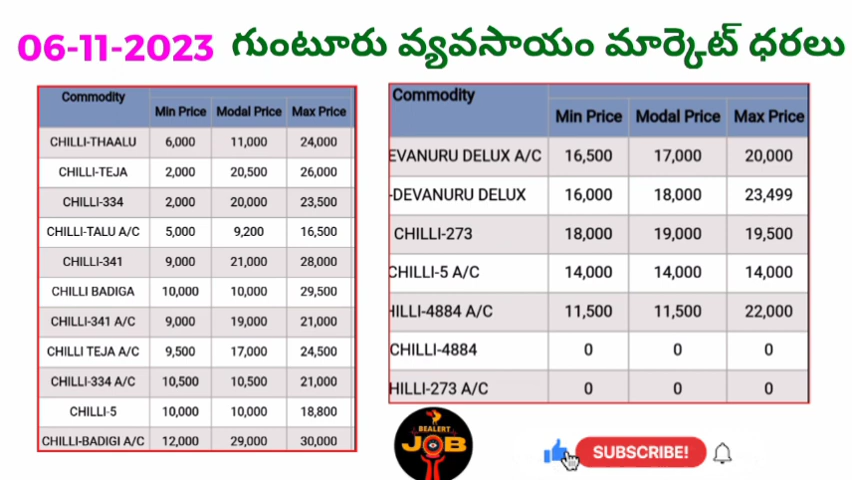 06-11-2023 గుంటూరు వ్యవసాయం మార్కెట్ ధరలు
Commodity
Min Price Modal Price Max Price
CHILLI-THAALU 6,000 11,000 24,000
CHILLI-TEJA 2,000 20,500 26,000
CHILLI-334 2,000 20,000 23,500
CHILLI-TALU A/C 5,000 9,200 16,500
CHILLI-341 9,000 21,000 28,000
CHILLI BADIGA 10,000 10,000 29,500
CHILLI-341 A/C 9,000 19,000 21,000
CHILLI TEJA A/C 9,500 17,000 24,500
CHILLI-334 A/C 10,500 10,500 21,000
CHILLI-5 10,000 10,000 18,800
CHILLI-BADIGI A/C 12,000 29,000 30,000
Commodity
Min Price Modal Price Max Price
EVANURU DELUX A/C 16,500 17,000 20,000
-DEVANURU DELUX 16,000 18,000 23,499
CHILLI-273 18,000 19,000 19,500
CHILLI-5 A/C 14,000 14,000 14,000
HILLI-4884 A/C 11,500 11,500 22,000
CHILLI-4884 0 0 0
HILLI-273 A/C 0 0 0
BEALERT
JOB
SUBSCRIBE!